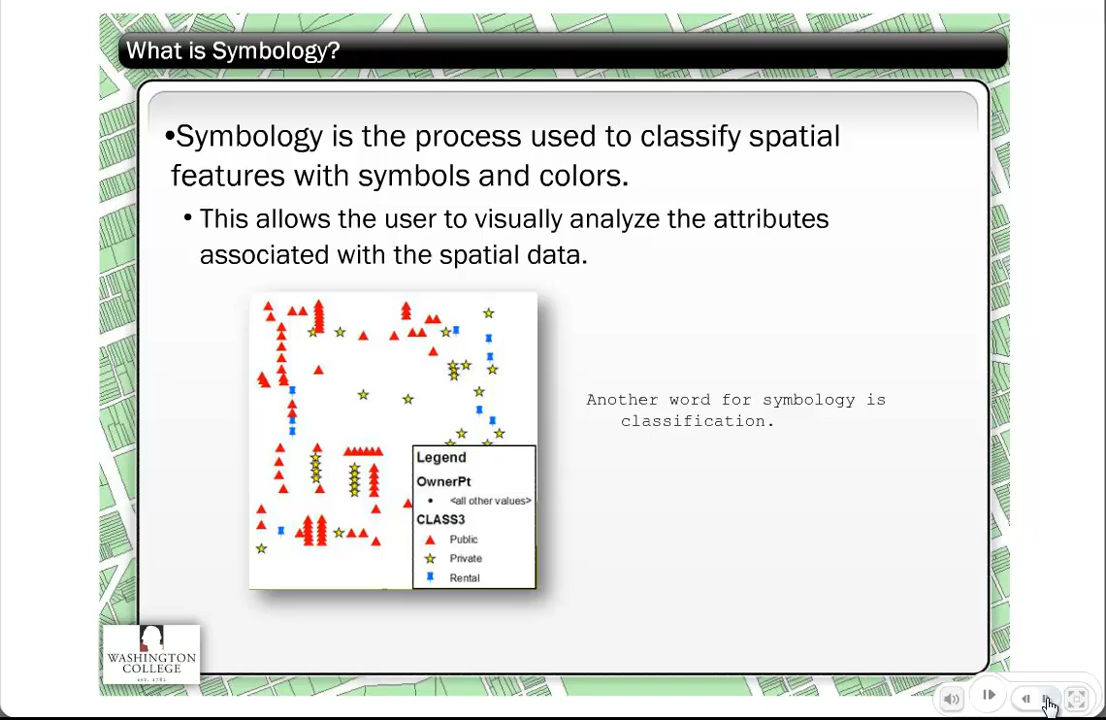 What is Symbology?
•Symbology is the process used to classify spatial
features with symbols and colors.
• This allows the user to visually analyze the attributes
associated with the spatial data.
Another word for symbology is
classification.
Legend
OwnerPt
<all other values>
CLASS3
Public
Private
Rental
WASHINGTON
COLLEGE
EST. 1782